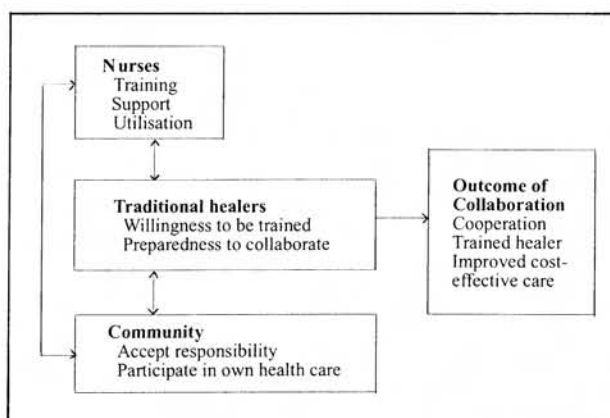 Nurses
Training
Support
Utilisation
Traditional healers
Willingness to be trained
Preparedness to collaborate
Community
Accept responsibility
Participate in own health care
Outcome of
Collaboration
Cooperation
Trained healer
Improved cost-
effective care